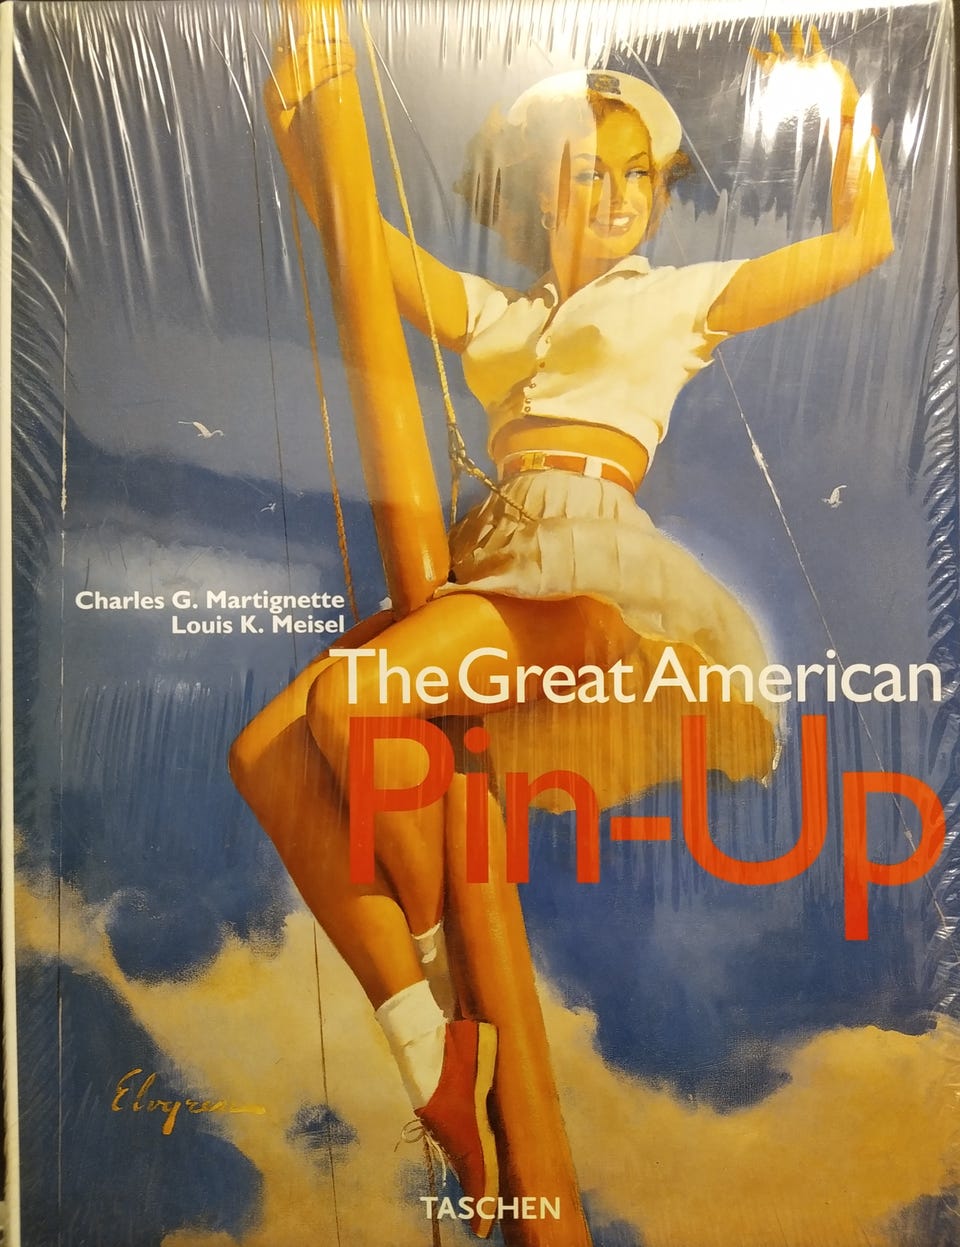 Charles G. Martignette
Louis K. Meisel
The Great American
Pin-Up
Elvgren
TASCHEN